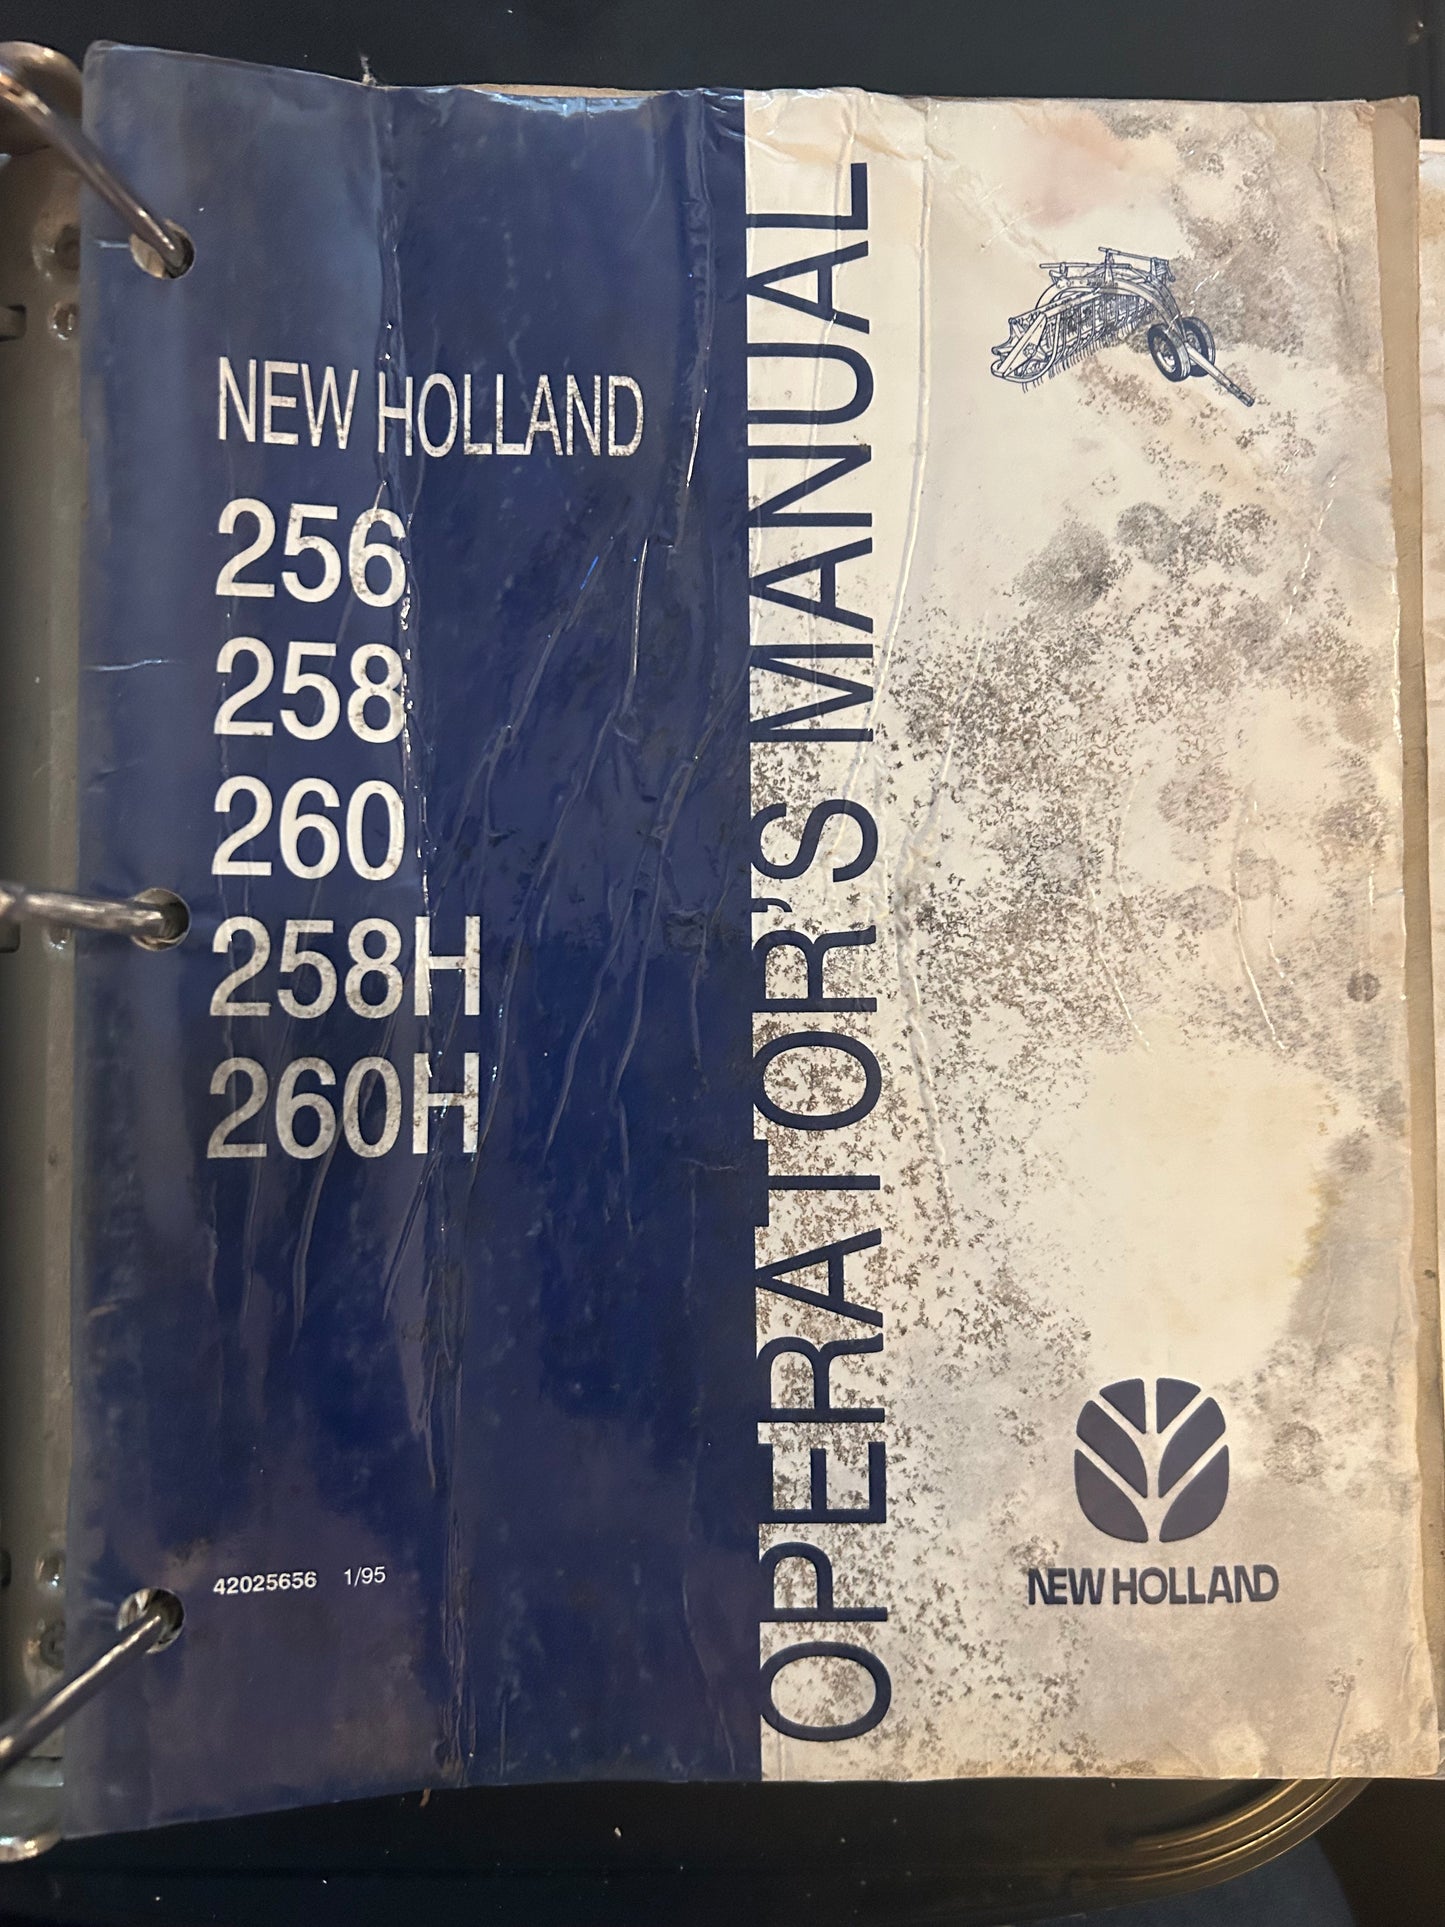 NEW HOLLAND
256
258
260
258H
260H
42025656 1/95
OPERATOR'S MANUAL
NEW HOLLAND